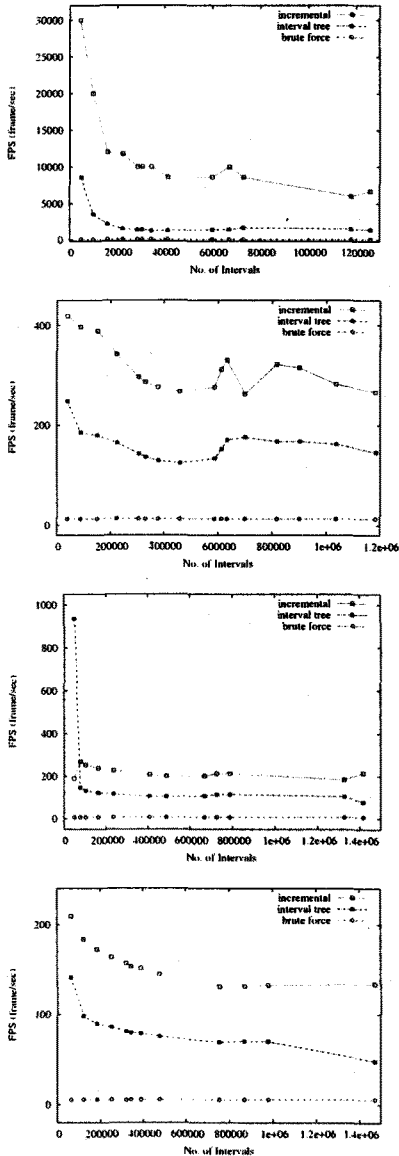 30000
25000
20000
15000
10000
5000
0
FPS (frame/sec)
incremental
interval tree
brute force
0 20000 40000 60000 80000 100000 120000
No. of Intervals
400
200
0
FPS (frame/sec)
incremental
interval tree
brute force
0 200000 400000 600000 800000 1e+06 1.2e+06
No. of Intervals
1000
800
600
400
200
0
FPS (frame/sec)
incremental
interval tree
brute force
0 200000 400000 600000 800000 1e+06 1.2e+06 1.4e+06
No. of Intervals
200
100
0
FPS (frame/sec)
incremental
interval tree
brute force
0 200000 400000 600000 800000 1e+06 1.2e+06 1.4e+06
No. of Intervals